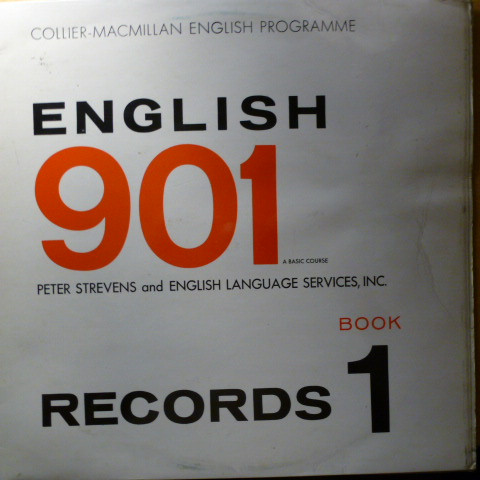 COLLIER-MACMILLAN ENGLISH PROGRAMME
ENGLISH
901
A BASIC COURSE
PETER STREVENS and ENGLISH LANGUAGE SERVICES, INC.
BOOK
RECORDS 1